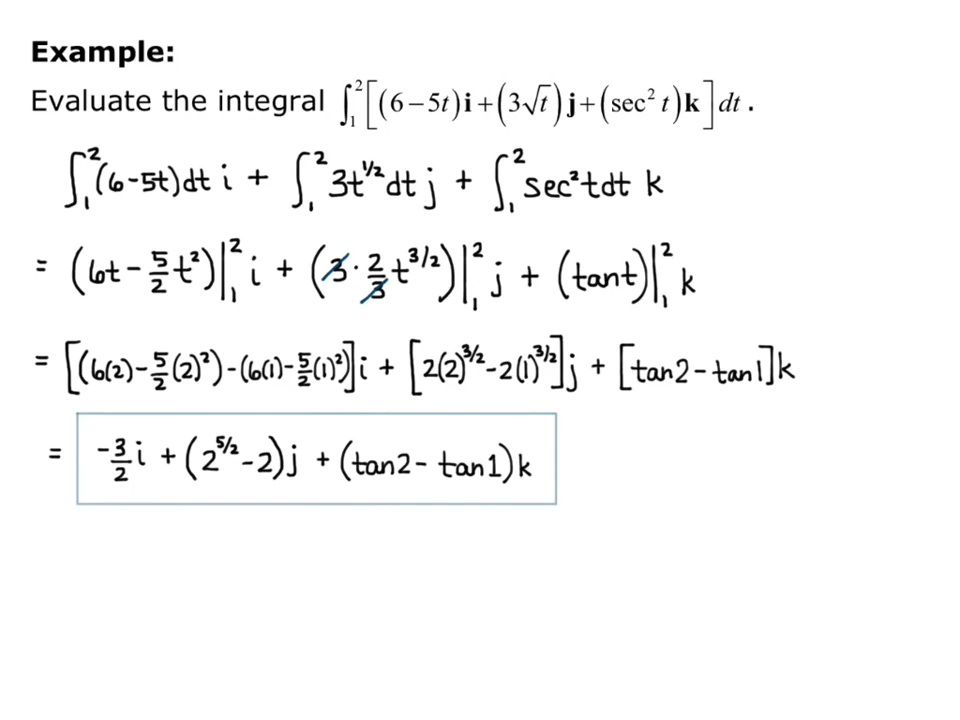 Example:
Evaluate the integral ∫₁²[(6−5t)i+(3√t)j+(sec² t)k]dt.
∫₁²(6-5t)dt i + ∫₁² 3t^(1/2) dt j + ∫₁² sec²t dt k
= (6t - 5/2 t²)|₁² i + (3 · 2/3 t^(3/2))|₁² j + (tan t)|₁² k
= [(6(2) - 5/2 (2)²) - (6(1) - 5/2 (1)²)]i + [2(2)^(3/2) - 2(1)^(3/2)]j + [tan2 - tan1]k
= -3/2 i + (2^(5/2) - 2)j + (tan2 - tan1)k